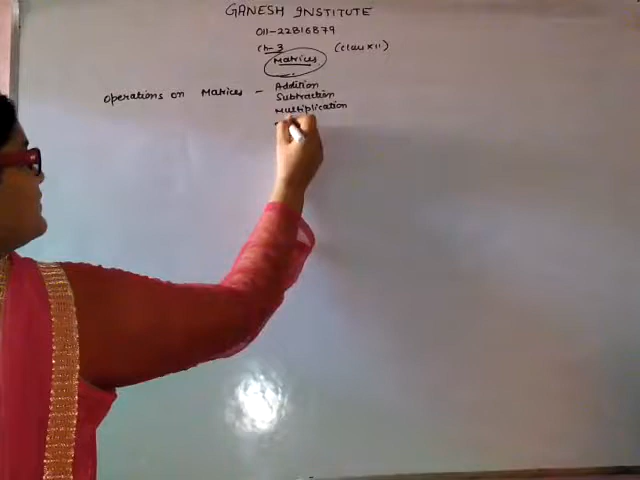 GANESH INSTITUTE
011-22816879
Ch-3 (Class XII)
Matrices
Operations on Matrices - Addition
Subtraction
Multiplication